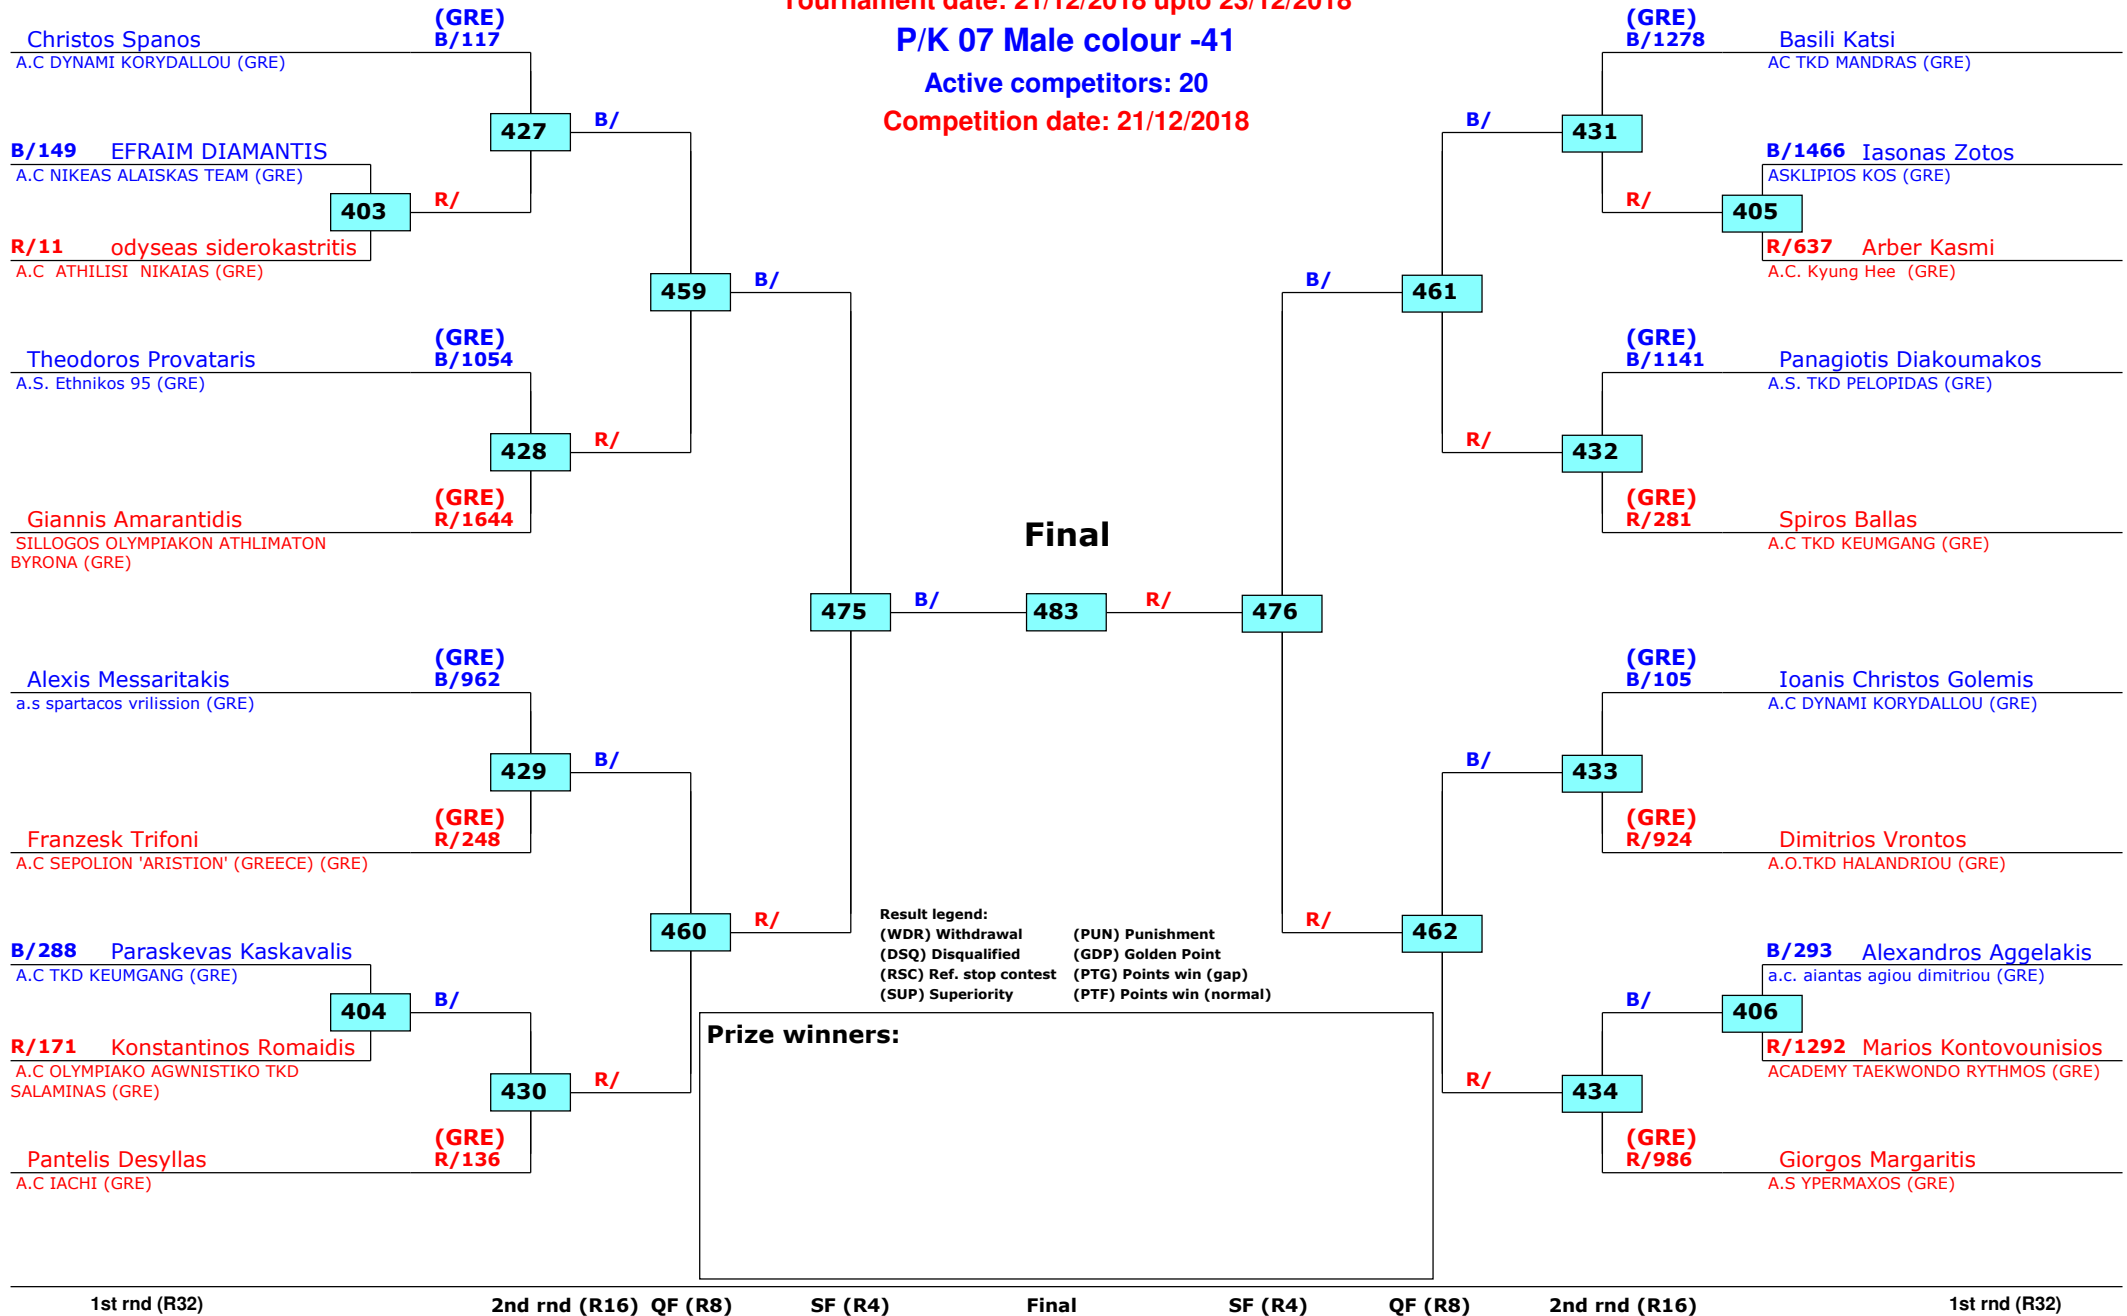 Tournament date: 21/12/2018 upto 23/12/2018
P/K 07 Male colour -41
Active competitors: 20
Competition date: 21/12/2018
(GRE)
Christos Spanos B/117
A.C DYNAMI KORYDALLOU (GRE)
427
B/
B/149 EFRAIM DIAMANTIS
A.C NIKEAS ALAISKAS TEAM (GRE)
403
R/
R/11 odyseas siderokastritis
A.C ATHILISI NIKAIAS (GRE)
459
B/
(GRE)
Theodoros Provataris B/1054
A.S. Ethnikos 95 (GRE)
428
R/
(GRE)
Giannis Amarantidis R/1644
SILLOGOS OLYMPIAKON ATHLIMATON
BYRONA (GRE)
475
B/
(GRE)
Alexis Messaritakis B/962
a.s spartacos vrilission (GRE)
429
B/
(GRE)
Franzesk Trifoni R/248
A.C SEPOLION 'ARISTION' (GREECE) (GRE)
460
R/
B/288 Paraskevas Kaskavalis
A.C TKD KEUMGANG (GRE)
404
B/
R/171 Konstantinos Romaidis
A.C OLYMPIAKO AGWNISTIKO TKD
SALAMINAS (GRE)
430
R/
(GRE)
Pantelis Desyllas R/136
A.C IACHI (GRE)
Final
483
(GRE)
B/1278 Basili Katsi
AC TKD MANDRAS (GRE)
B/
431
B/1466 Iasonas Zotos
ASKLIPIOS KOS (GRE)
R/
405
R/637 Arber Kasmi
A.C. Kyung Hee (GRE)
B/
461
(GRE)
B/1141 Panagiotis Diakoumakos
A.S. TKD PELOPIDAS (GRE)
R/
432
(GRE)
R/281 Spiros Ballas
A.C TKD KEUMGANG (GRE)
R/
476
(GRE)
B/105 Ioanis Christos Golemis
A.C DYNAMI KORYDALLOU (GRE)
B/
433
(GRE)
R/924 Dimitrios Vrontos
A.O.TKD HALANDRIOU (GRE)
R/
462
B/293 Alexandros Aggelakis
a.c. aiantas agiou dimitriou (GRE)
B/
406
R/1292 Marios Kontovounisios
ACADEMY TAEKWONDO RYTHMOS (GRE)
R/
434
(GRE)
R/986 Giorgos Margaritis
A.S YPERMAXOS (GRE)
Result legend:
(WDR) Withdrawal (PUN) Punishment
(DSQ) Disqualified (GDP) Golden Point
(RSC) Ref. stop contest (PTG) Points win (gap)
(SUP) Superiority (PTF) Points win (normal)
Prize winners:
1st rnd (R32) 2nd rnd (R16) QF (R8) SF (R4) Final SF (R4) QF (R8) 2nd rnd (R16) 1st rnd (R32)